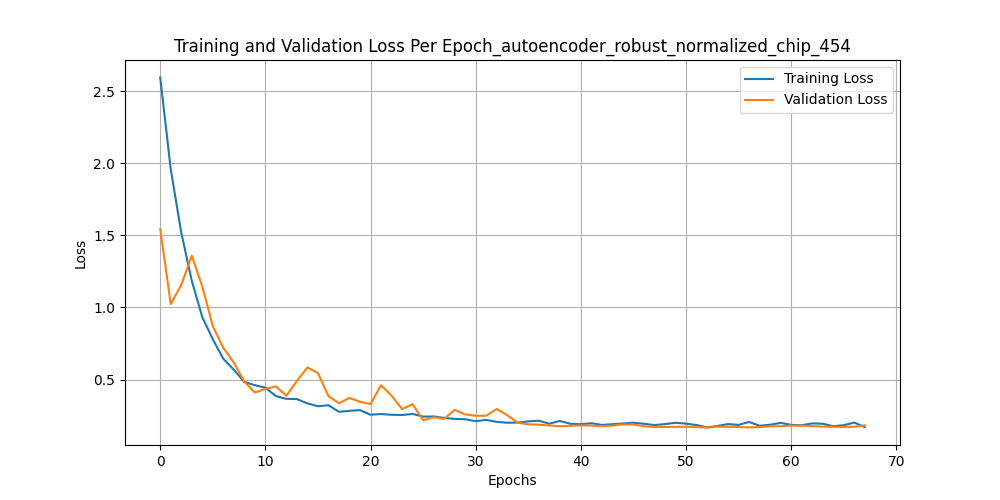 Training and Validation Loss Per Epoch_autoencoder_robust_normalized_chip_454
Training Loss
Validation Loss
Loss
2.5
2.0
1.5
1.0
0.5
0 10 20 30 40 50 60 70
Epochs